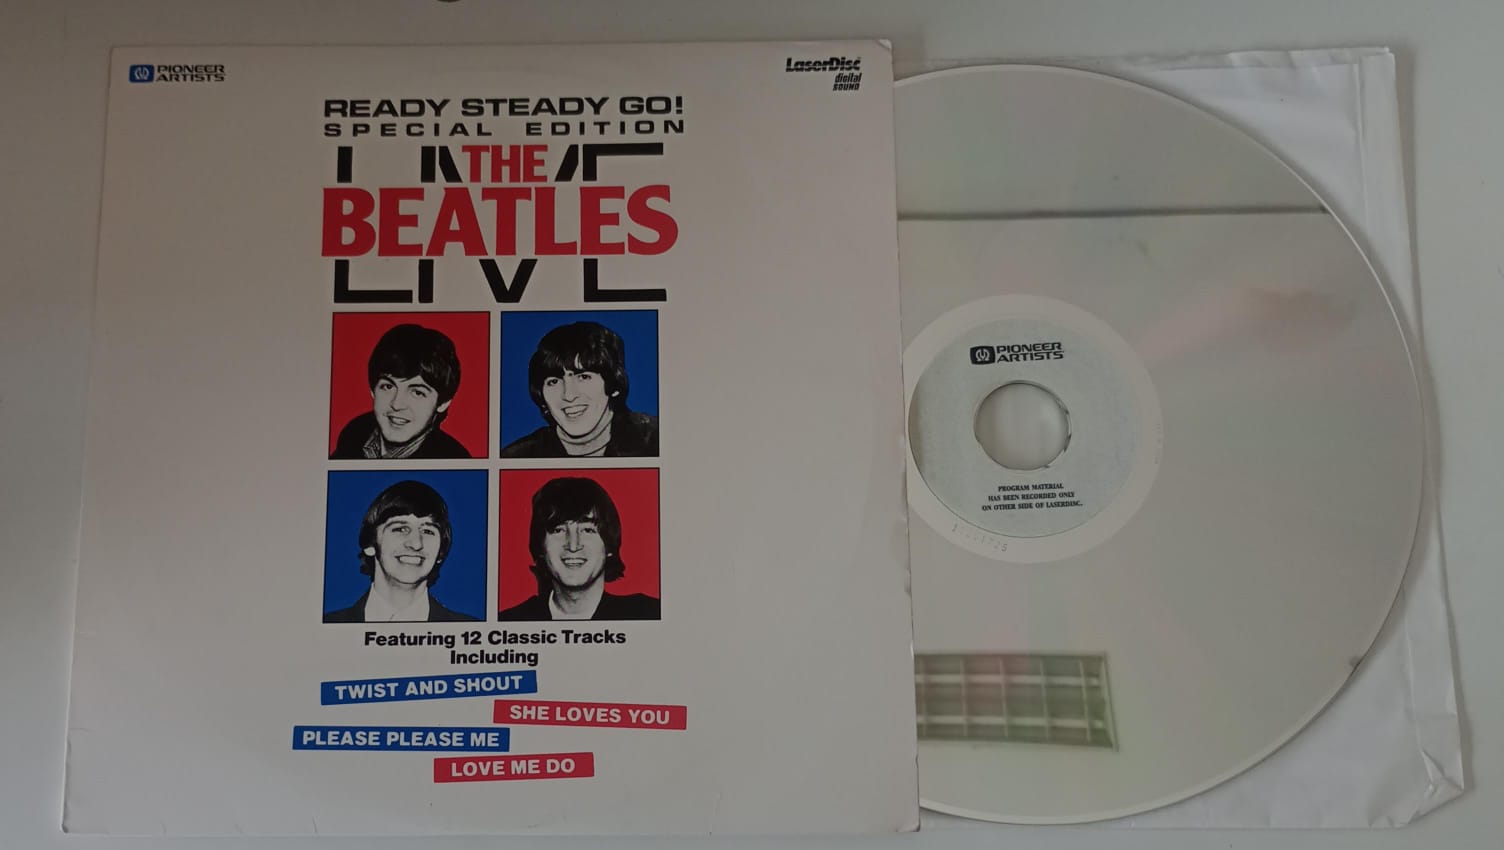 PIONEER
ARTISTS
LaserDisc
digital
SOUND
READY STEADY GO!
SPECIAL EDITION
LIVE
THE
BEATLES
LIVE
Featuring 12 Classic Tracks
Including
TWIST AND SHOUT
SHE LOVES YOU
PLEASE PLEASE ME
LOVE ME DO
PIONEER
ARTISTS
PROGRAM MATERIAL
HAS BEEN RECORDED ONLY
ON OTHER SIDE OF LASERDISC.